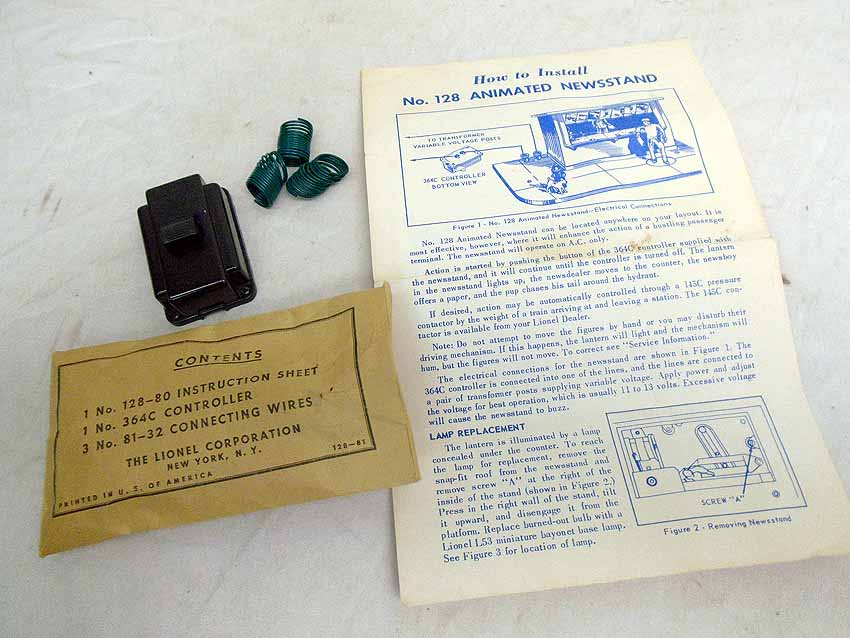 CONTENTS
1 No. 128-80 INSTRUCTION SHEET
1 No. 364C CONTROLLER
3 No. 81-32 CONNECTING WIRES
THE LIONEL CORPORATION
NEW YORK, N. Y.
128-81
PRINTED IN U. S. OF AMERICA
How to Install
No. 128 ANIMATED NEWSSTAND
TO TRANSFORMER
VARIABLE VOLTAGE POSTS
364C CONTROLLER
BOTTOM VIEW
Figure 1 - No. 128 Animated Newsstand—Electrical Connections
No. 128 Animated Newsstand can be located anywhere on your layout. It is
most effective, however, where it will enhance the action of a bustling passenger
terminal. The newsstand will operate on A.C. only.
Action is started by pushing the button of the 364C controller supplied with
the newsstand, and it will continue until the controller is turned off. The lantern
in the newsstand lights up, the newsdealer moves to the counter, the newsboy
offers a paper, and the pup chases his tail around the hydrant.
If desired, action may be automatically controlled through a 145C pressure
contactor by the weight of a train arriving at and leaving a station. The 145C con-
tactor is available from your Lionel Dealer.
Note: Do not attempt to move the figures by hand or you may disturb their
driving mechanism. If this happens, the lantern will light and the mechanism will
hum, but the figures will not move. To correct see "Service Information."
The electrical connections for the newsstand are shown in Figure 1. The
364C controller is connected into one of the lines, and the lines are connected to
a pair of transformer posts supplying variable voltage. Apply power and adjust
the voltage for best operation, which is usually 11 to 13 volts. Excessive voltage
will cause the newsstand to buzz.
LAMP REPLACEMENT
The lantern is illuminated by a lamp
concealed under the counter. To reach
the lamp for replacement, remove the
snap-fit roof from the newsstand and
remove screw "A" at the right of the
inside of the stand (shown in Figure 2.)
Press in the right wall of the stand, tilt
it upward, and disengage it from the
platform. Replace burned-out bulb with a
Lionel L53 miniature bayonet base lamp.
See Figure 3 for location of lamp.
SCREW "A"
Figure 2 - Removing Newsstand